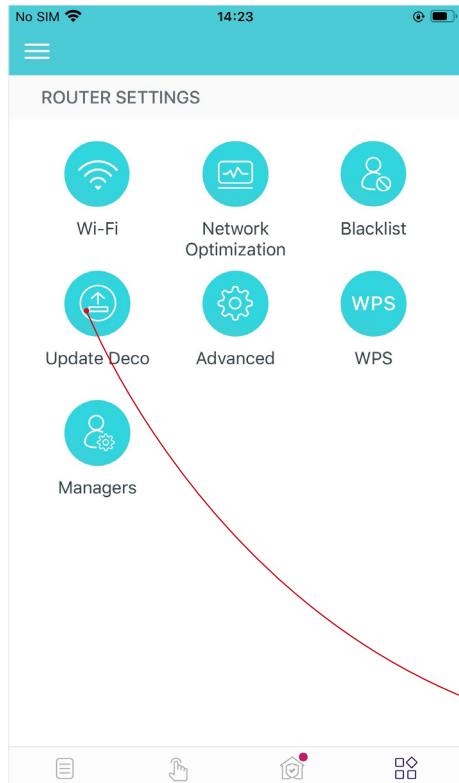 No SIM 14:23
ROUTER SETTINGS
Wi-Fi
Network
Optimization
Blacklist
Update Deco
Advanced
WPS
WPS
Managers